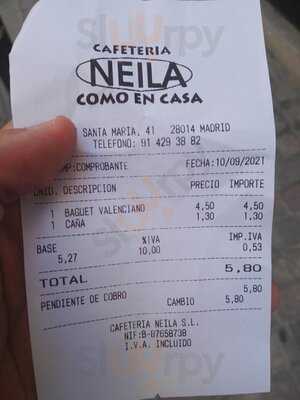 CAFETERIA
NEILA
COMO EN CASA
SANTA MARIA, 41 28014 MADRID
TELEFONO: 91 429 38 82
MP:COMPROBANTE FECHA:10/09/2021
UNID. DESCRIPCION PRECIO IMPORTE
1 BAGUET VALENCIANO 4,50 4,50
1 CAÑA 1,30 1,30
BASE %IVA IMP.IVA
5,27 10,00 0,53
TOTAL 5,80
PENDIENTE DE COBRO 5,80
CAMBIO 5,80
CAFETERIA NEILA S.L.
NIF:B-87658738
I.V.A. INCLUIDO